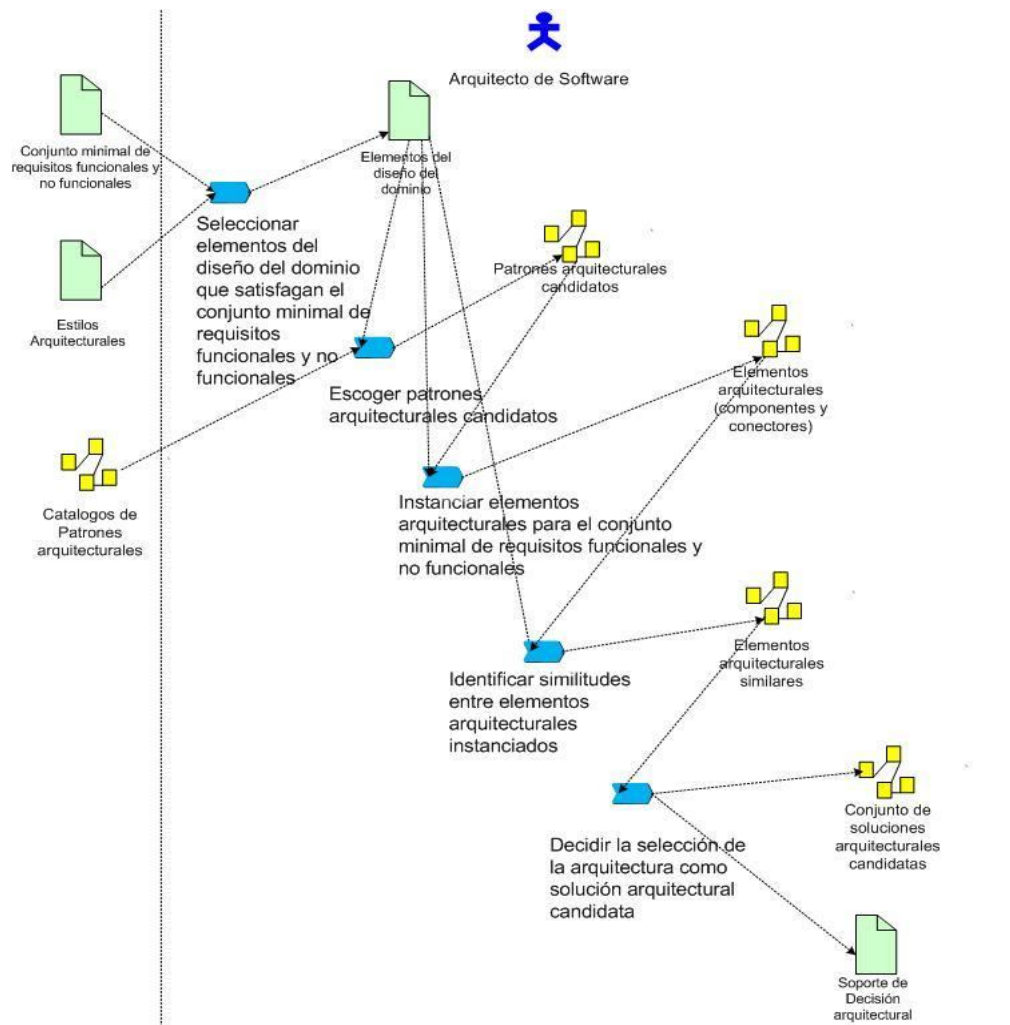 Arquitecto de Software
Conjunto minimal de
requisitos funcionales y
no funcionales
Elementos del
diseño del
dominio
Seleccionar
elementos del
diseño del dominio
que satisfagan el
conjunto minimal de
requisitos
funcionales y no
funcionales
Estilos
Arquitecturales
Patrones arquitecturales
candidatos
Escoger patrones
arquitecturales candidatos
Elementos
arquitecturales
(componentes y
conectores)
Catalogos de
Patrones
arquitecturales
Instanciar elementos
arquitecturales para el conjunto
minimal de requisitos funcionales y
no funcionales
Elementos
arquitecturales
similares
Identificar similitudes
entre elementos
arquitecturales
instanciados
Conjunto de
soluciones
arquitecturales
candidatas
Decidir la selección de
la arquitectura como
solución arquitectural
candidata
Soporte de
Decisión
arquitectural